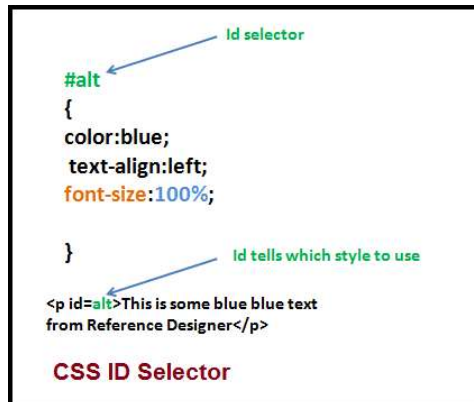 Id selector
#alt
{
color:blue;
text-align:left;
font-size:100%;
}
Id tells which style to use
<p id=alt>This is some blue blue text
from Reference Designer</p>
CSS ID Selector